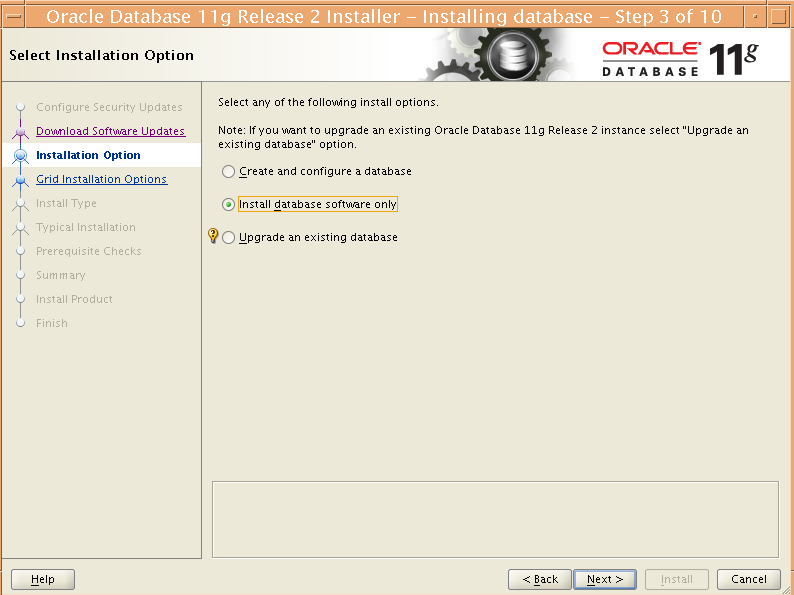 Oracle Database 11g Release 2 Installer – Installing database – Step 3 of 10
Select Installation Option
ORACLE
DATABASE 11g
Configure Security Updates
Download Software Updates
Installation Option
Grid Installation Options
Install Type
Typical Installation
Prerequisite Checks
Summary
Install Product
Finish
Select any of the following install options.
Note: If you want to upgrade an existing Oracle Database 11g Release 2 instance select "Upgrade an
existing database" option.
Create and configure a database
Install database software only
Upgrade an existing database
Help
< Back
Next >
Install
Cancel